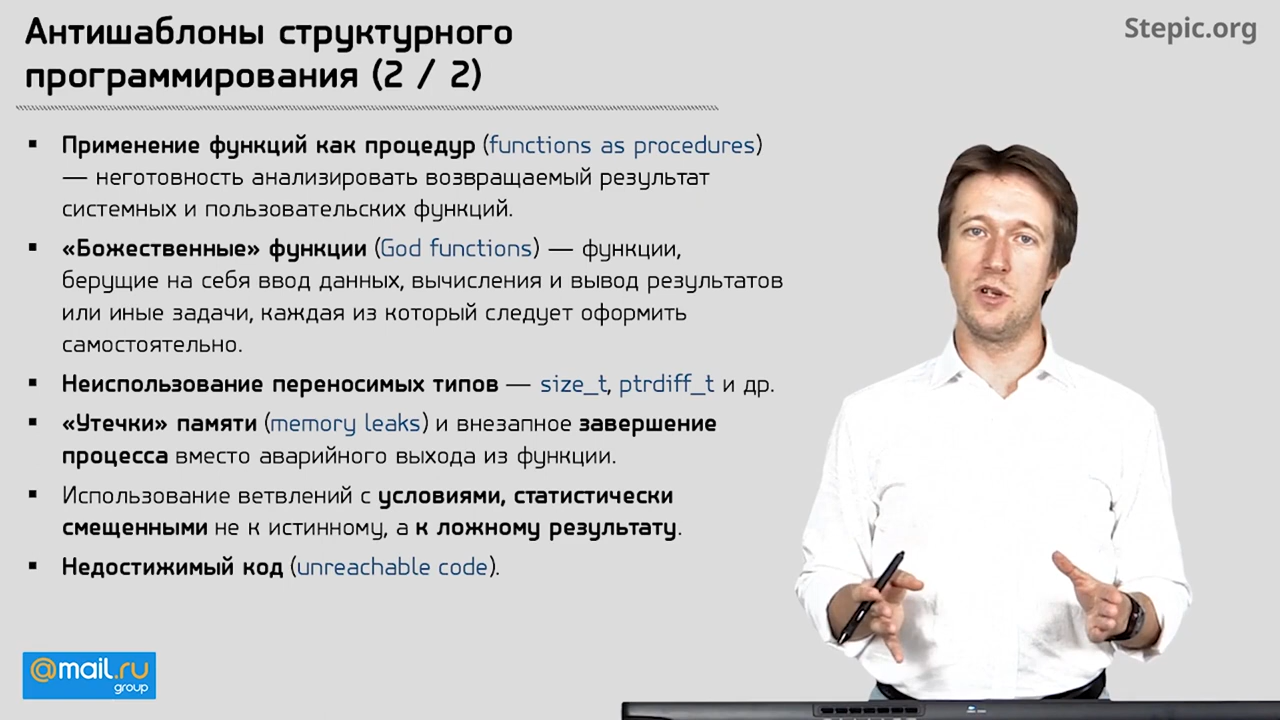 Антишаблоны структурного
программирования (2 / 2)
Stepic.org
▪ Применение функций как процедур (functions as procedures)
— неготовность анализировать возвращаемый результат
системных и пользовательских функций.
▪ «Божественные» функции (God functions) — функции,
берущие на себя ввод данных, вычисления и вывод результатов
или иные задачи, каждая из который следует оформить
самостоятельно.
▪ Неиспользование переносимых типов — size_t, ptrdiff_t и др.
▪ «Утечки» памяти (memory leaks) и внезапное завершение
процесса вместо аварийного выхода из функции.
▪ Использование ветвлений с условиями, статистически
смещенными не к истинному, а к ложному результату.
▪ Недостижимый код (unreachable code).
@mail.ru
group